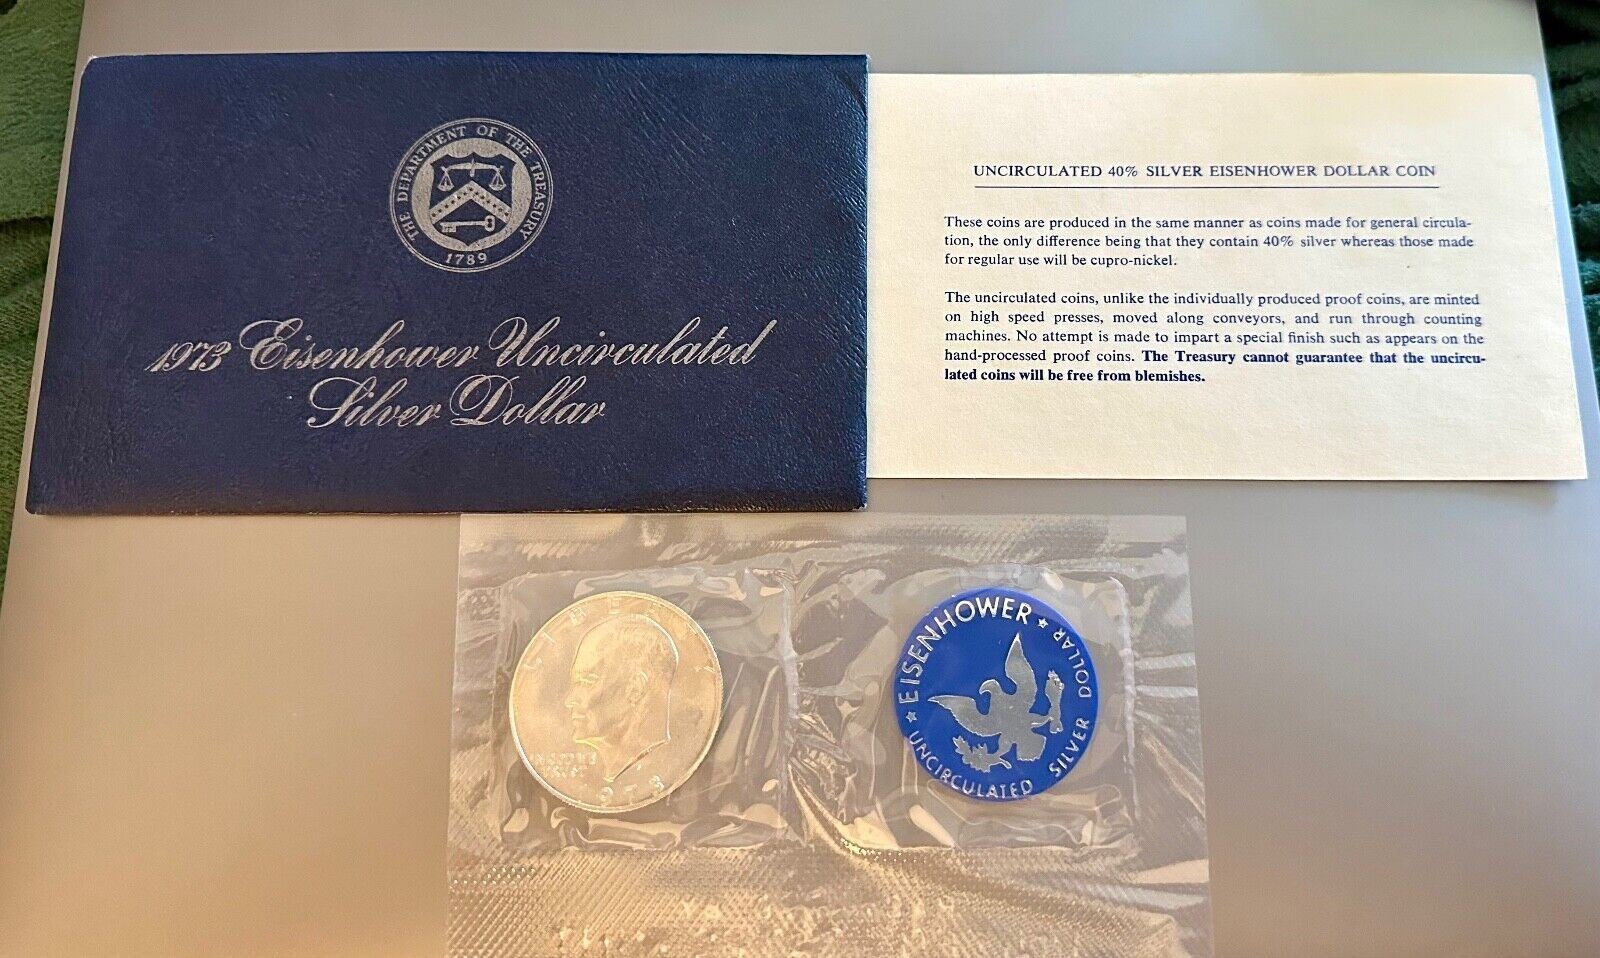 THE DEPARTMENT OF THE TREASURY
1789
1973 Eisenhower Uncirculated
Silver Dollar
UNCIRCULATED 40% SILVER EISENHOWER DOLLAR COIN
These coins are produced in the same manner as coins made for general circula-
tion, the only difference being that they contain 40% silver whereas those made
for regular use will be cupro-nickel.
The uncirculated coins, unlike the individually produced proof coins, are minted
on high speed presses, moved along conveyors, and run through counting
machines. No attempt is made to impart a special finish such as appears on the
hand-processed proof coins. The Treasury cannot guarantee that the uncircu-
lated coins will be free from blemishes.
LIBERTY
IN GOD WE
TRUST
1973
★ EISENHOWER ★
UNCIRCULATED SILVER DOLLAR